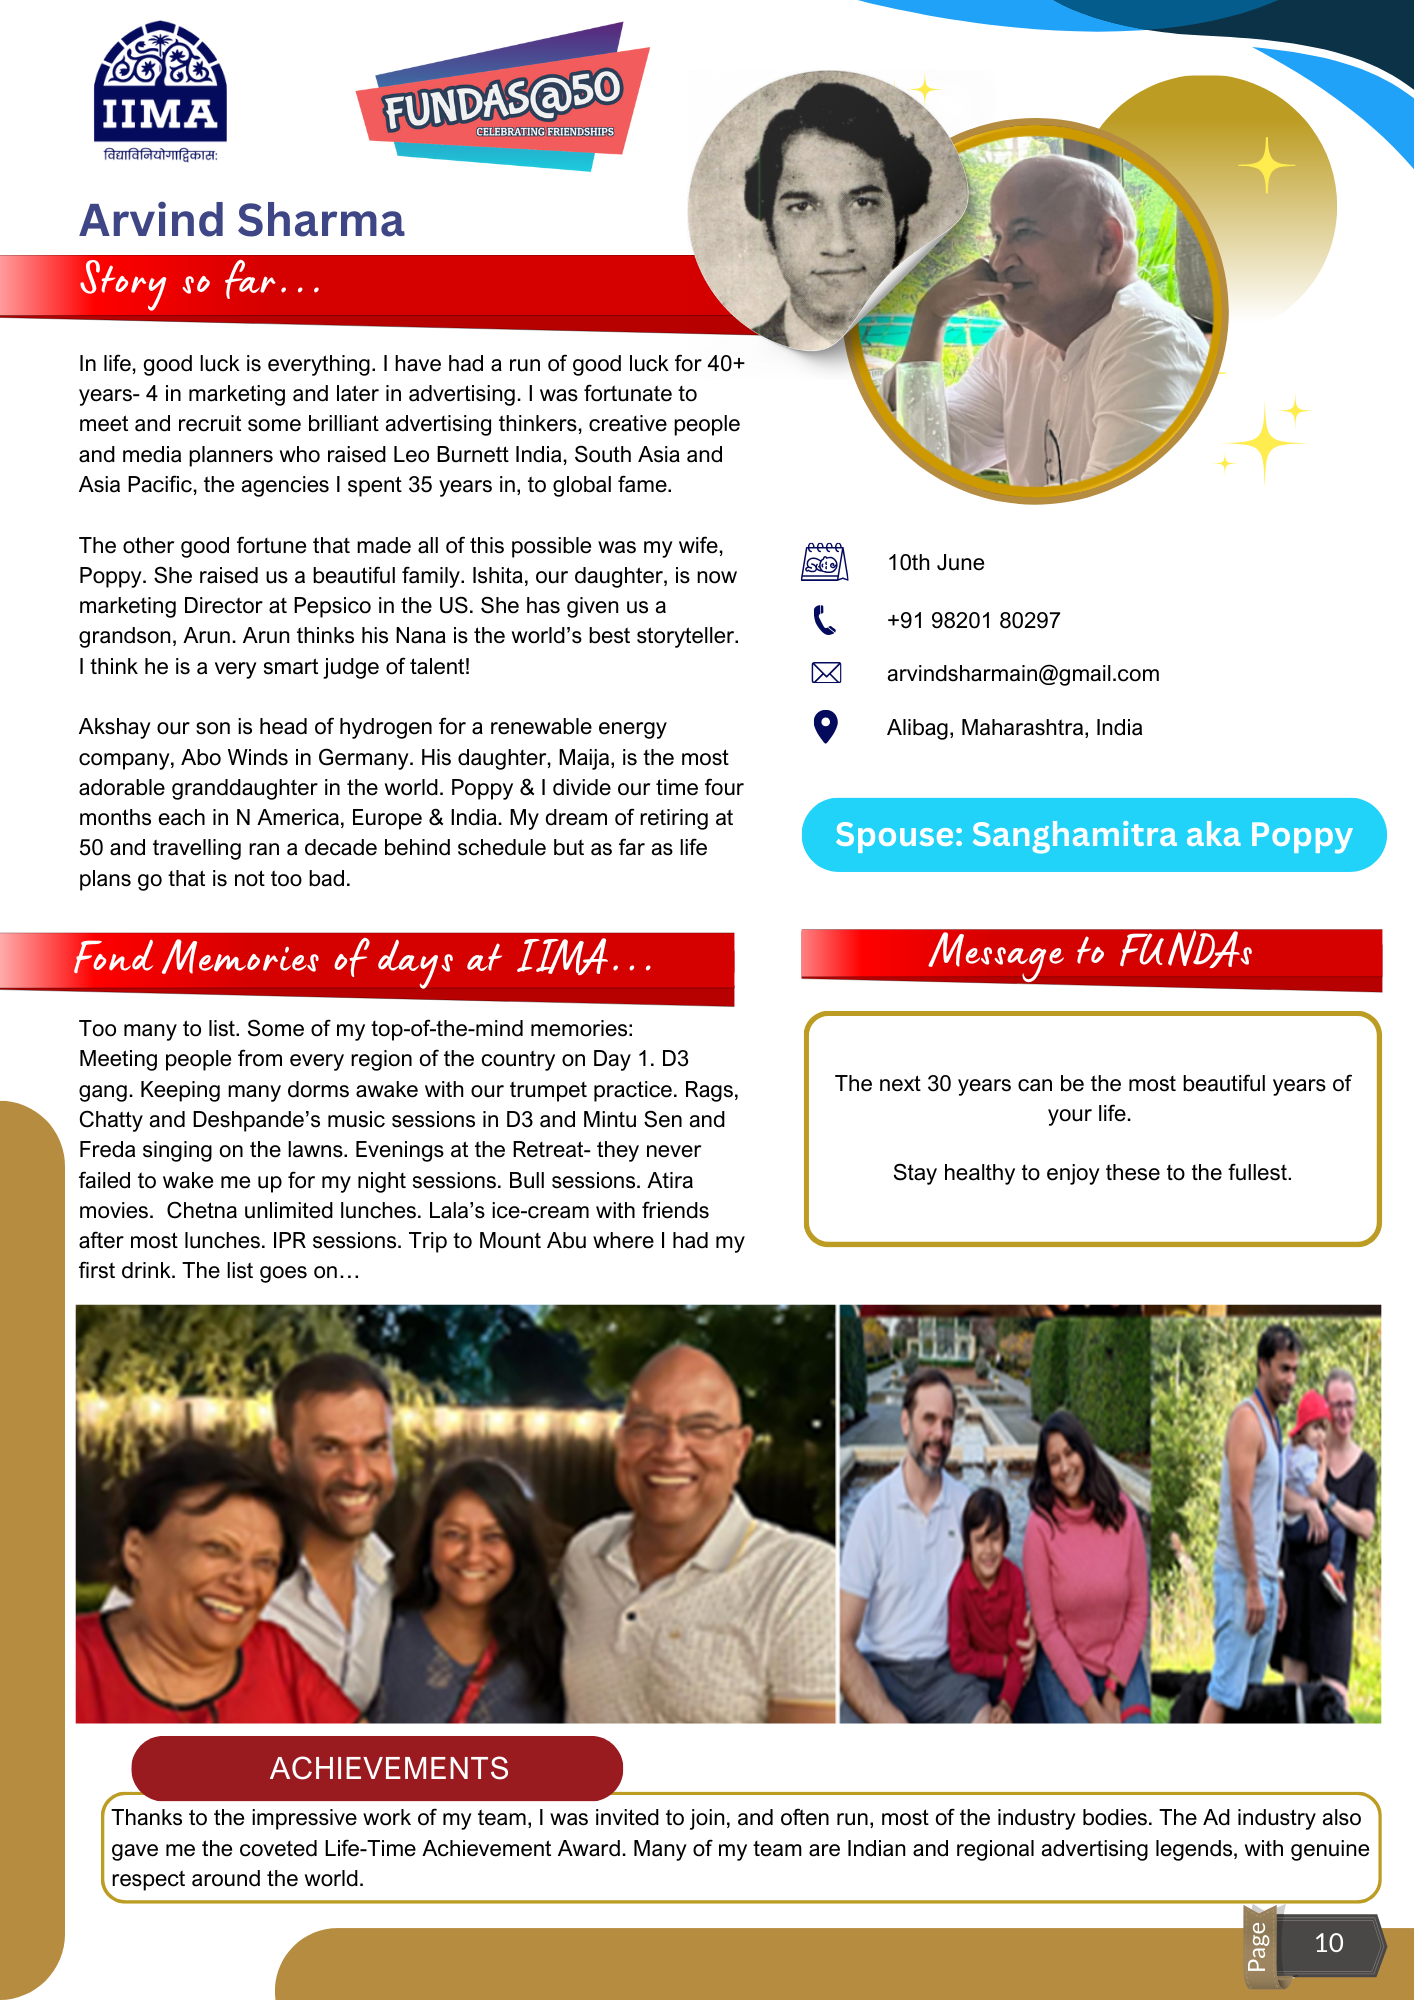 IIMA
विद्याविनियोगाद्विकास:
FUNDAS@50
CELEBRATING FRIENDSHIPS
Arvind Sharma
Story so far...
In life, good luck is everything. I have had a run of good luck for 40+
years- 4 in marketing and later in advertising. I was fortunate to
meet and recruit some brilliant advertising thinkers, creative people
and media planners who raised Leo Burnett India, South Asia and
Asia Pacific, the agencies I spent 35 years in, to global fame.
The other good fortune that made all of this possible was my wife,
Poppy. She raised us a beautiful family. Ishita, our daughter, is now
marketing Director at Pepsico in the US. She has given us a
grandson, Arun. Arun thinks his Nana is the world’s best storyteller.
I think he is a very smart judge of talent!
Akshay our son is head of hydrogen for a renewable energy
company, Abo Winds in Germany. His daughter, Maija, is the most
adorable granddaughter in the world. Poppy & I divide our time four
months each in N America, Europe & India. My dream of retiring at
50 and travelling ran a decade behind schedule but as far as life
plans go that is not too bad.
10th June
+91 98201 80297
arvindsharmain@gmail.com
Alibag, Maharashtra, India
Spouse: Sanghamitra aka Poppy
Fond Memories of days at IIMA...
Too many to list. Some of my top-of-the-mind memories:
Meeting people from every region of the country on Day 1. D3
gang. Keeping many dorms awake with our trumpet practice. Rags,
Chatty and Deshpande’s music sessions in D3 and Mintu Sen and
Freda singing on the lawns. Evenings at the Retreat- they never
failed to wake me up for my night sessions. Bull sessions. Atira
movies.  Chetna unlimited lunches. Lala’s ice-cream with friends
after most lunches. IPR sessions. Trip to Mount Abu where I had my
first drink. The list goes on…
Message to FUNDAs
The next 30 years can be the most beautiful years of
your life.
Stay healthy to enjoy these to the fullest.
ACHIEVEMENTS
Thanks to the impressive work of my team, I was invited to join, and often run, most of the industry bodies. The Ad industry also
gave me the coveted Life-Time Achievement Award. Many of my team are Indian and regional advertising legends, with genuine
respect around the world.
Page
10